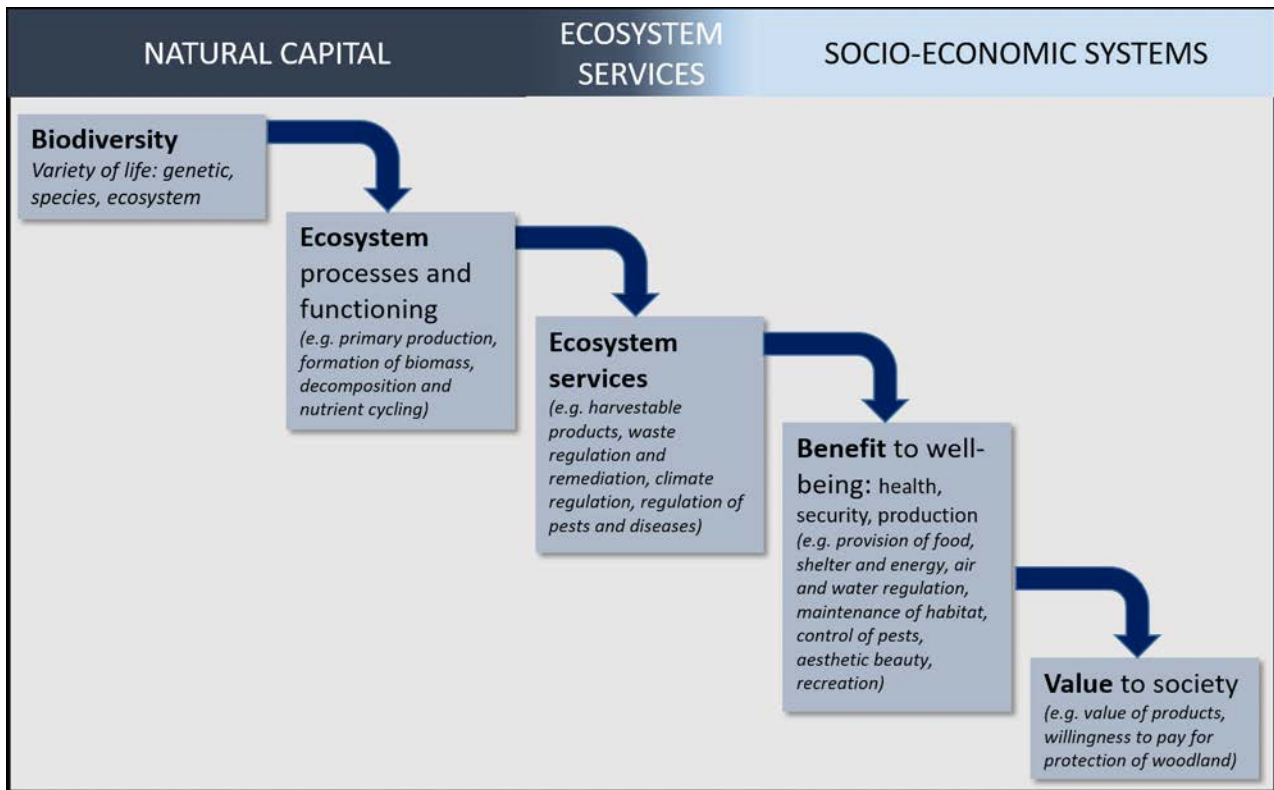 NATURAL CAPITAL
ECOSYSTEM
SERVICES
SOCIO-ECONOMIC SYSTEMS
Biodiversity
Variety of life: genetic,
species, ecosystem
Ecosystem
processes and
functioning
(e.g. primary production,
formation of biomass,
decomposition and
nutrient cycling)
Ecosystem
services
(e.g. harvestable
products, waste
regulation and
remediation, climate
regulation, regulation of
pests and diseases)
Benefit to well-
being: health,
security, production
(e.g. provision of food,
shelter and energy, air
and water regulation,
maintenance of habitat,
control of pests,
aesthetic beauty,
recreation)
Value to society
(e.g. value of products,
willingness to pay for
protection of woodland)